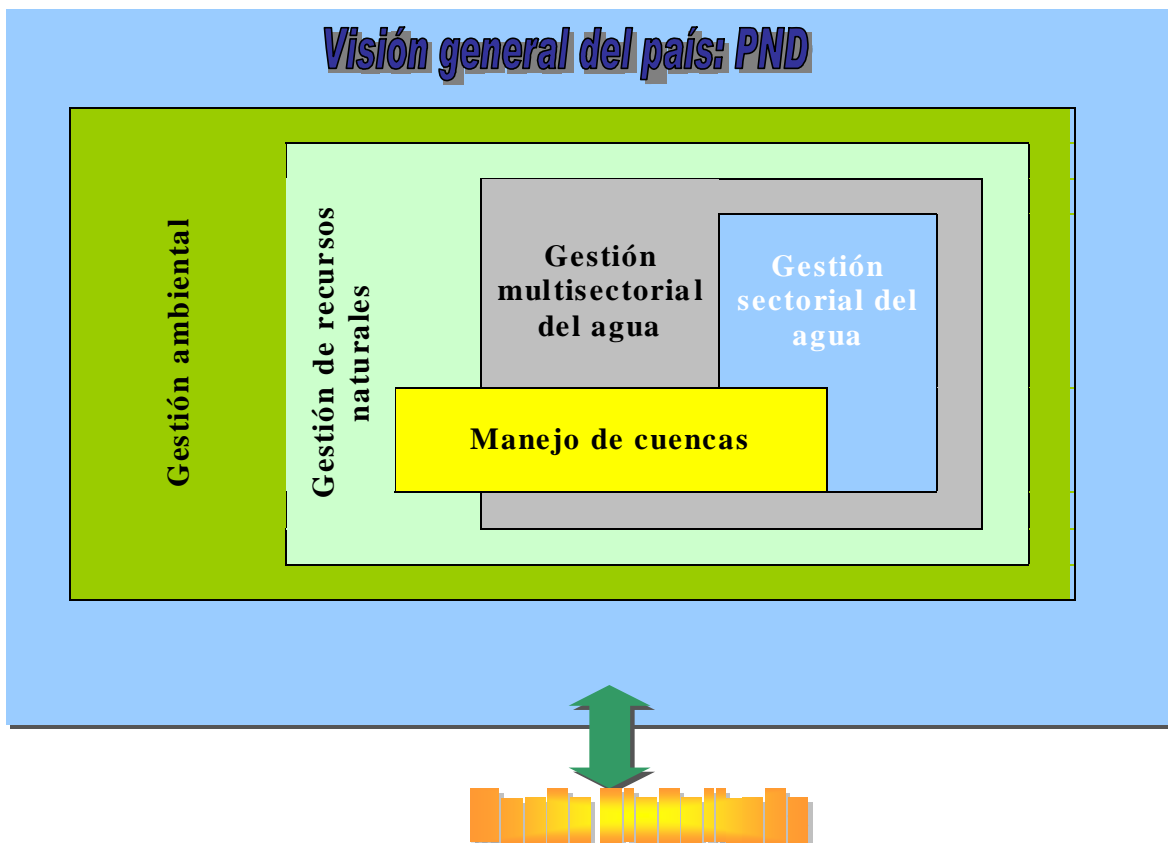 Visión general del país: PND
Gestión ambiental
Gestión de recursos
naturales
Gestión
multisectorial
del agua
Gestión
sectorial del
agua
Manejo de cuencas